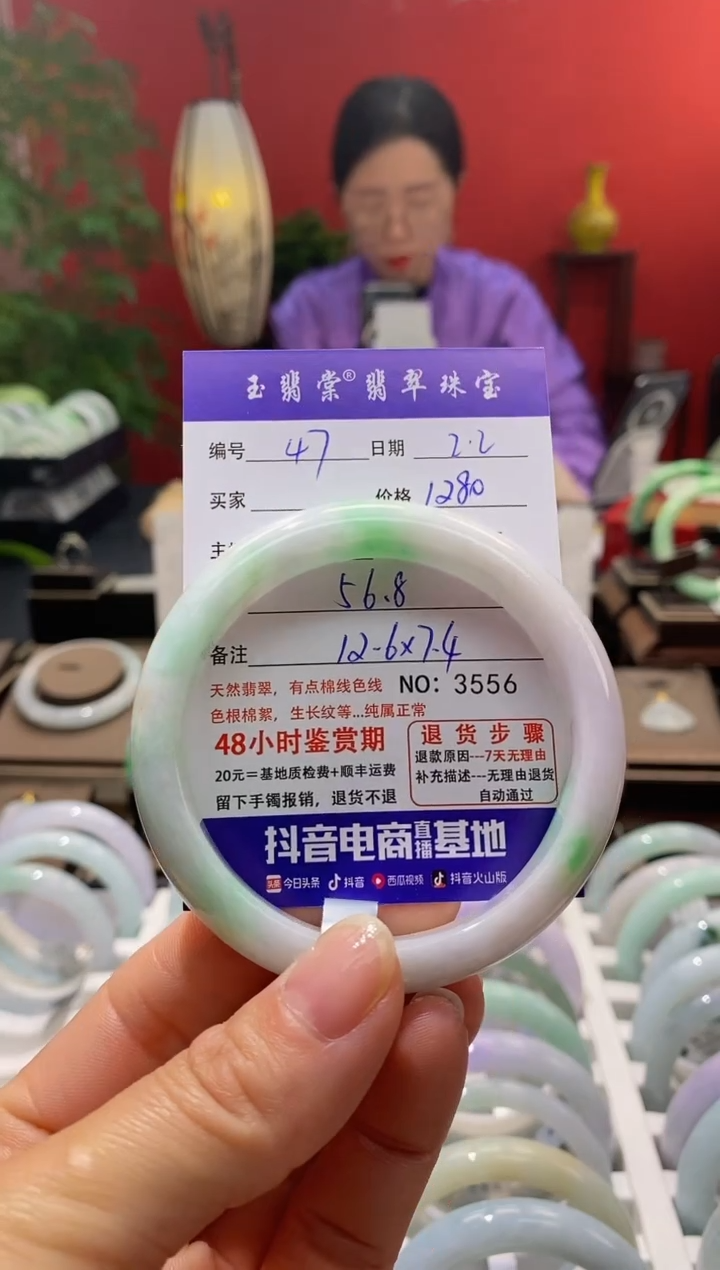 玉翡棠®翡翠珠宝
编号 47 日期 2.2
买家 价格 1280
主
56.8
备注 12.6x7.4
天然翡翠,有点棉线色线 NO: 3556
色根棉絮,生长纹等...纯属正常
48小时鉴赏期
20元=基地质检费+顺丰运费
留下手镯报销,退货不退
退货步骤
退款原因---7天无理由
补充描述---无理由退货
自动通过
抖音电商直播基地
头条 今日头条 抖音 西瓜视频 抖音火山版